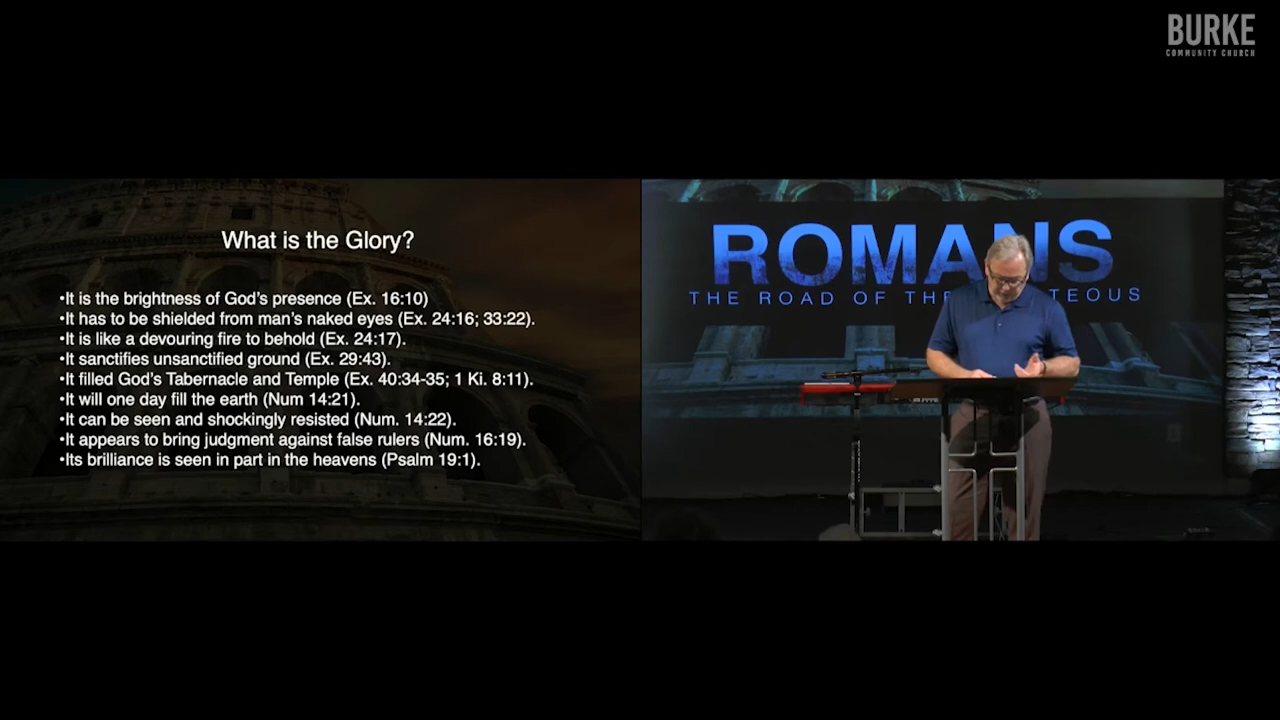 BURKE
COMMUNITY CHURCH
What is the Glory?
•It is the brightness of God's presence (Ex. 16:10)
•It has to be shielded from man's naked eyes (Ex. 24:16; 33:22).
•It is like a devouring fire to behold (Ex. 24:17).
•It sanctifies unsanctified ground (Ex. 29:43).
•It filled God's Tabernacle and Temple (Ex. 40:34-35; 1 Ki. 8:11).
•It will one day fill the earth (Num 14:21).
•It can be seen and shockingly resisted (Num. 14:22).
•It appears to bring judgment against false rulers (Num. 16:19).
•Its brilliance is seen in part in the heavens (Psalm 19:1).
ROMANS
THE ROAD OF THE TEOUS